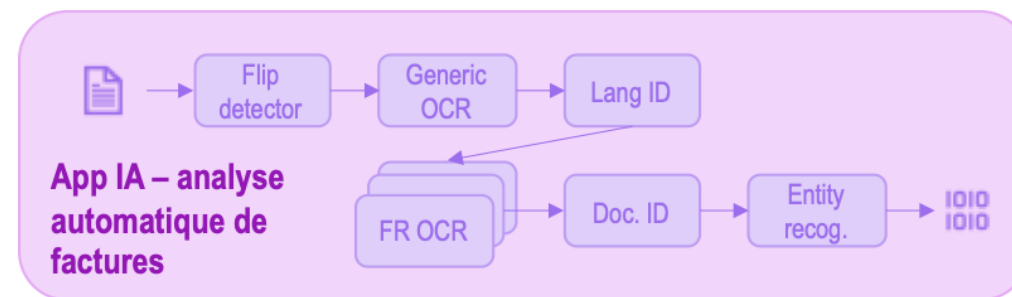 Flip
detector
Generic
OCR
Lang ID
App IA – analyse
automatique de
factures
FR OCR
Doc. ID
Entity
recog.
1010
1010